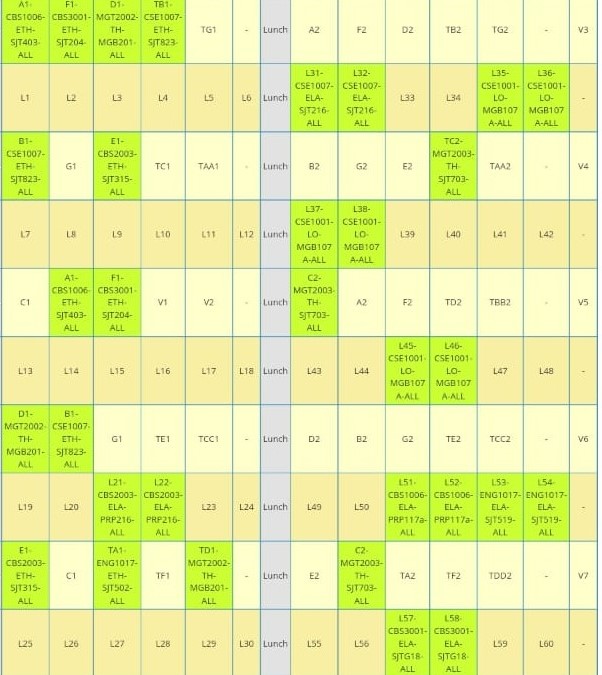 A1-
CBS1006-
ETH-
SJT403-
ALL
F1-
CBS3001-
ETH-
SJT204-
ALL
D1-
MGT2002-
TH-
MGB201-
ALL
TB1-
CSE1007-
ETH-
SJT823-
ALL
TG1
-
Lunch
A2
F2
D2
TB2
TG2
-
V3
L1
L2
L3
L4
L5
L6
Lunch
L31-
CSE1007-
ELA-
SJT216-
ALL
L32-
CSE1007-
ELA-
SJT216-
ALL
L33
L34
L35-
CSE1001-
LO-
MGB107
A-ALL
L36-
CSE1001-
LO-
MGB107
A-ALL
-
B1-
CSE1007-
ETH-
SJT823-
ALL
G1
E1-
CBS2003-
ETH-
SJT315-
ALL
TC1
TAA1
-
Lunch
B2
G2
E2
TC2-
MGT2003-
TH-
SJT703-
ALL
TAA2
-
V4
L7
L8
L9
L10
L11
L12
Lunch
L37-
CSE1001-
LO-
MGB107
A-ALL
L38-
CSE1001-
LO-
MGB107
A-ALL
L39
L40
L41
L42
-
C1
A1-
CBS1006-
ETH-
SJT403-
ALL
F1-
CBS3001-
ETH-
SJT204-
ALL
V1
V2
-
Lunch
C2-
MGT2003-
TH-
SJT703-
ALL
A2
F2
TD2
TBB2
-
V5
L13
L14
L15
L16
L17
L18
Lunch
L43
L44
L45-
CSE1001-
LO-
MGB107
A-ALL
L46-
CSE1001-
LO-
MGB107
A-ALL
L47
L48
-
D1-
MGT2002-
TH-
MGB201-
ALL
B1-
CSE1007-
ETH-
SJT823-
ALL
G1
TE1
TCC1
-
Lunch
D2
B2
G2
TE2
TCC2
-
V6
L19
L20
L21-
CBS2003-
ELA-
PRP216-
ALL
L22-
CBS2003-
ELA-
PRP216-
ALL
L23
L24
Lunch
L49
L50
L51-
CBS1006-
ELA-
PRP117a-
ALL
L52-
CBS1006-
ELA-
PRP117a-
ALL
L53-
ENG1017-
ELA-
SJT519-
ALL
L54-
ENG1017-
ELA-
SJT519-
ALL
-
E1-
CBS2003-
ETH-
SJT315-
ALL
C1
TA1-
ENG1017-
ETH-
SJT502-
ALL
TF1
TD1-
MGT2002-
TH-
MGB201-
ALL
-
Lunch
E2
C2-
MGT2003-
TH-
SJT703-
ALL
TA2
TF2
TDD2
-
V7
L25
L26
L27
L28
L29
L30
Lunch
L55
L56
L57-
CBS3001-
ELA-
SJTG18-
ALL
L58-
CBS3001-
ELA-
SJTG18-
ALL
L59
L60
-